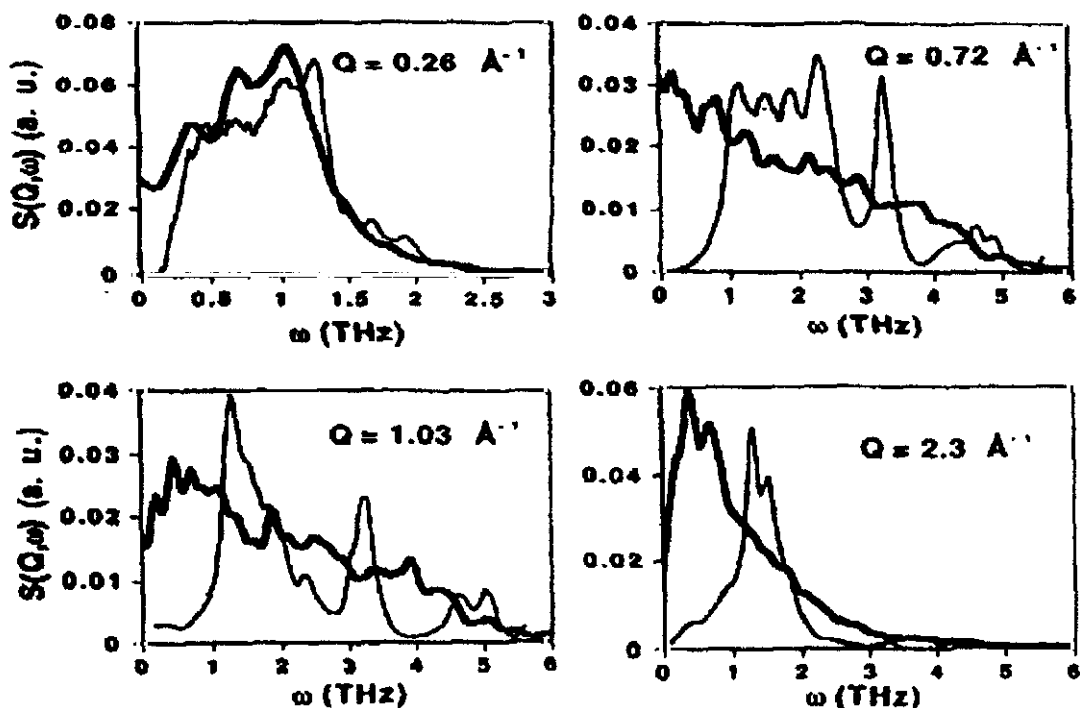 S(Q,ω) (a. u.)
0.08
0.06
0.04
0.02
0
Q = 0.26 Å⁻¹
0 0.5 1 1.5 2 2.5 3
ω (THz)
0.04
0.03
0.02
0.01
0
Q = 0.72 Å⁻¹
0 1 2 3 4 5 6
ω (THz)
S(Q,ω) (a. u.)
0.04
0.03
0.02
0.01
0
Q = 1.03 Å⁻¹
0 1 2 3 4 5 6
ω (THz)
0.06
0.04
0.02
0
Q = 2.3 Å⁻¹
0 1 2 3 4 5 6
ω (THz)